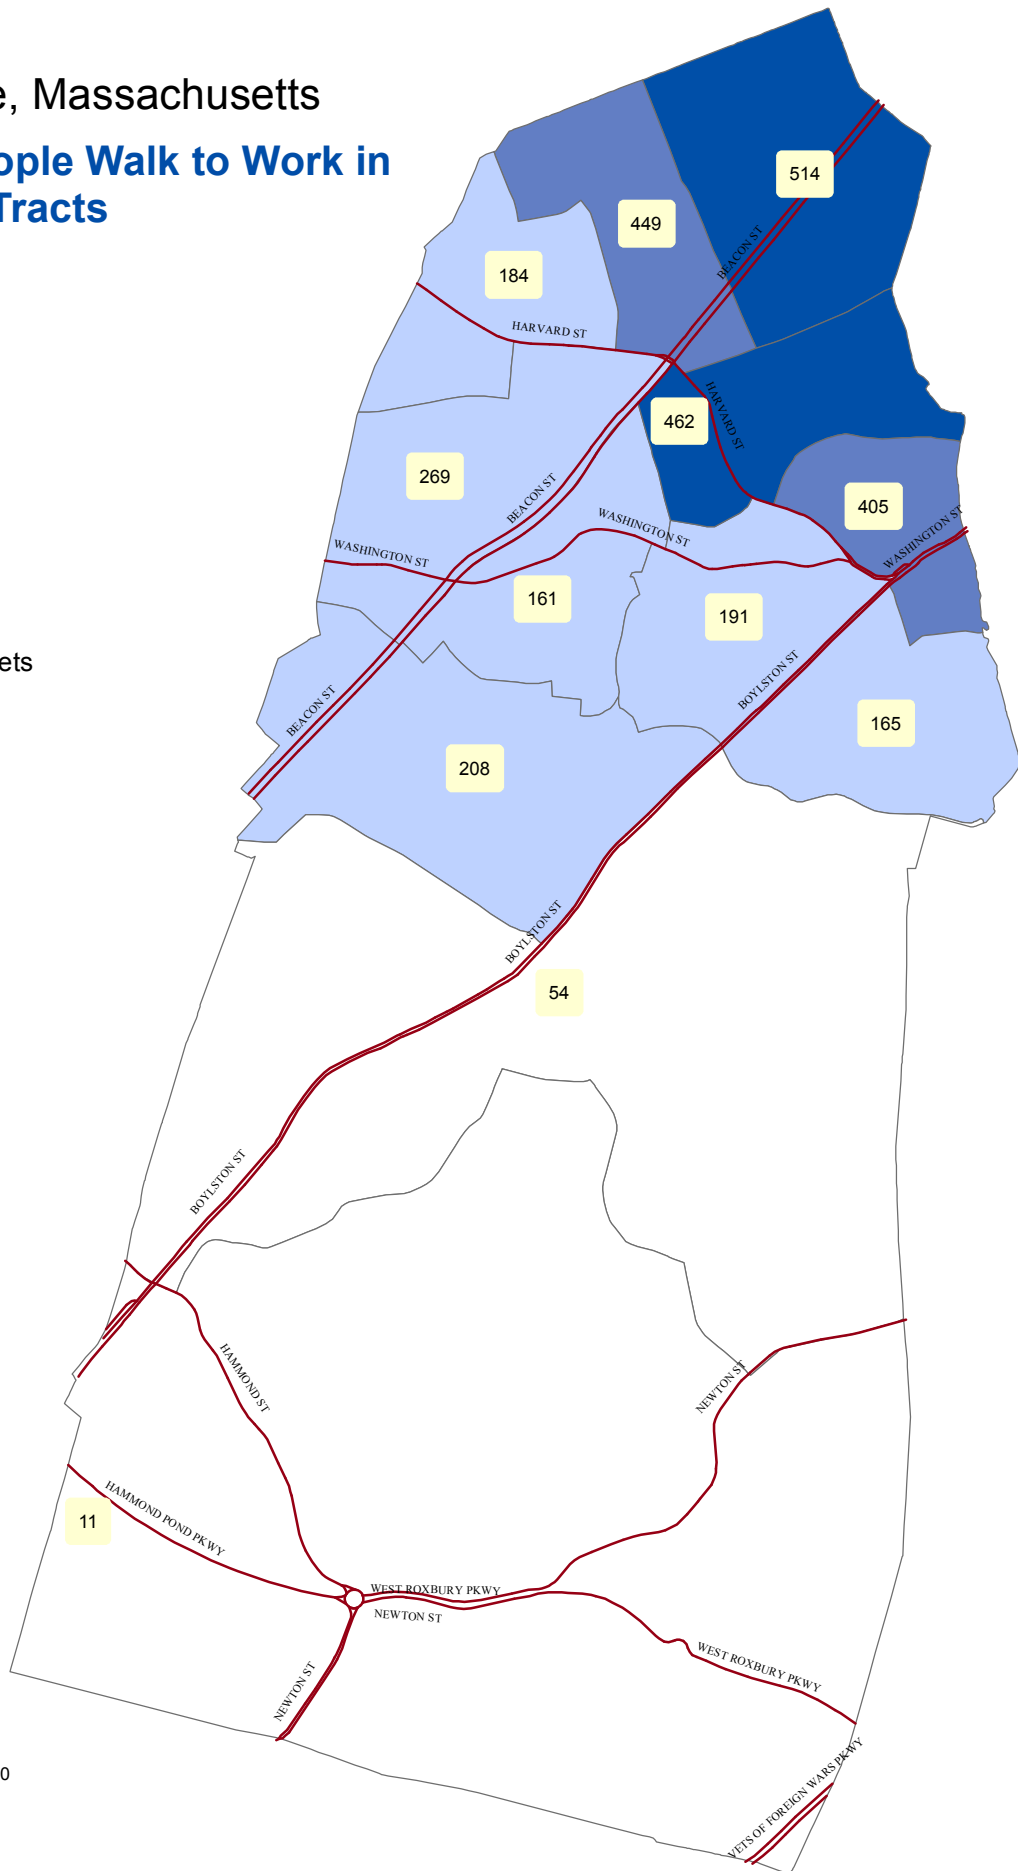 e, Massachusetts
ople Walk to Work in
Tracts
514
449
BEACON ST
184
HARVARD ST
HARVARD ST
462
269
BEACON ST
405
WASHINGTON ST
WASHINGTON ST
WASHINGTON ST
161
191
ets
BOYLSTON ST
BEACON ST
165
208
BOYLSTON ST
54
BOYLSTON ST
HAMMOND ST
NEWTON ST
HAMMOND POND PKWY
11
WEST ROXBURY PKWY
NEWTON ST
WEST ROXBURY PKWY
NEWTON ST
0
VETS OF FOREIGN WARS PKWY